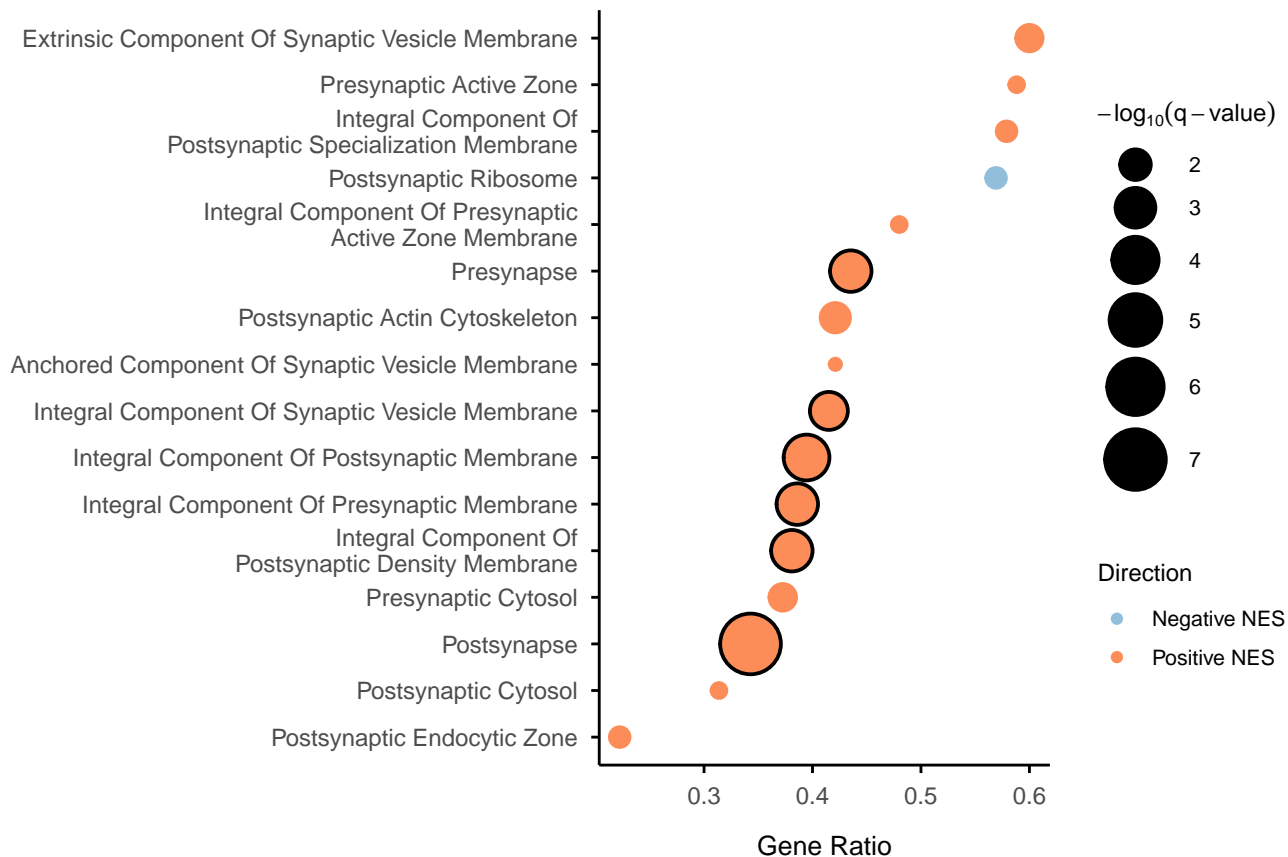 Extrinsic Component Of Synaptic Vesicle Membrane
Presynaptic Active Zone
Integral Component Of
Postsynaptic Specialization Membrane
Postsynaptic Ribosome
Integral Component Of Presynaptic
Active Zone Membrane
Presynapse
Postsynaptic Actin Cytoskeleton
Anchored Component Of Synaptic Vesicle Membrane
Integral Component Of Synaptic Vesicle Membrane
Integral Component Of Postsynaptic Membrane
Integral Component Of Presynaptic Membrane
Integral Component Of
Postsynaptic Density Membrane
Presynaptic Cytosol
Postsynapse
Postsynaptic Cytosol
Postsynaptic Endocytic Zone
0.3 0.4 0.5 0.6
Gene Ratio
−log₁₀(q−value)
2
3
4
5
6
7
Direction
Negative NES
Positive NES